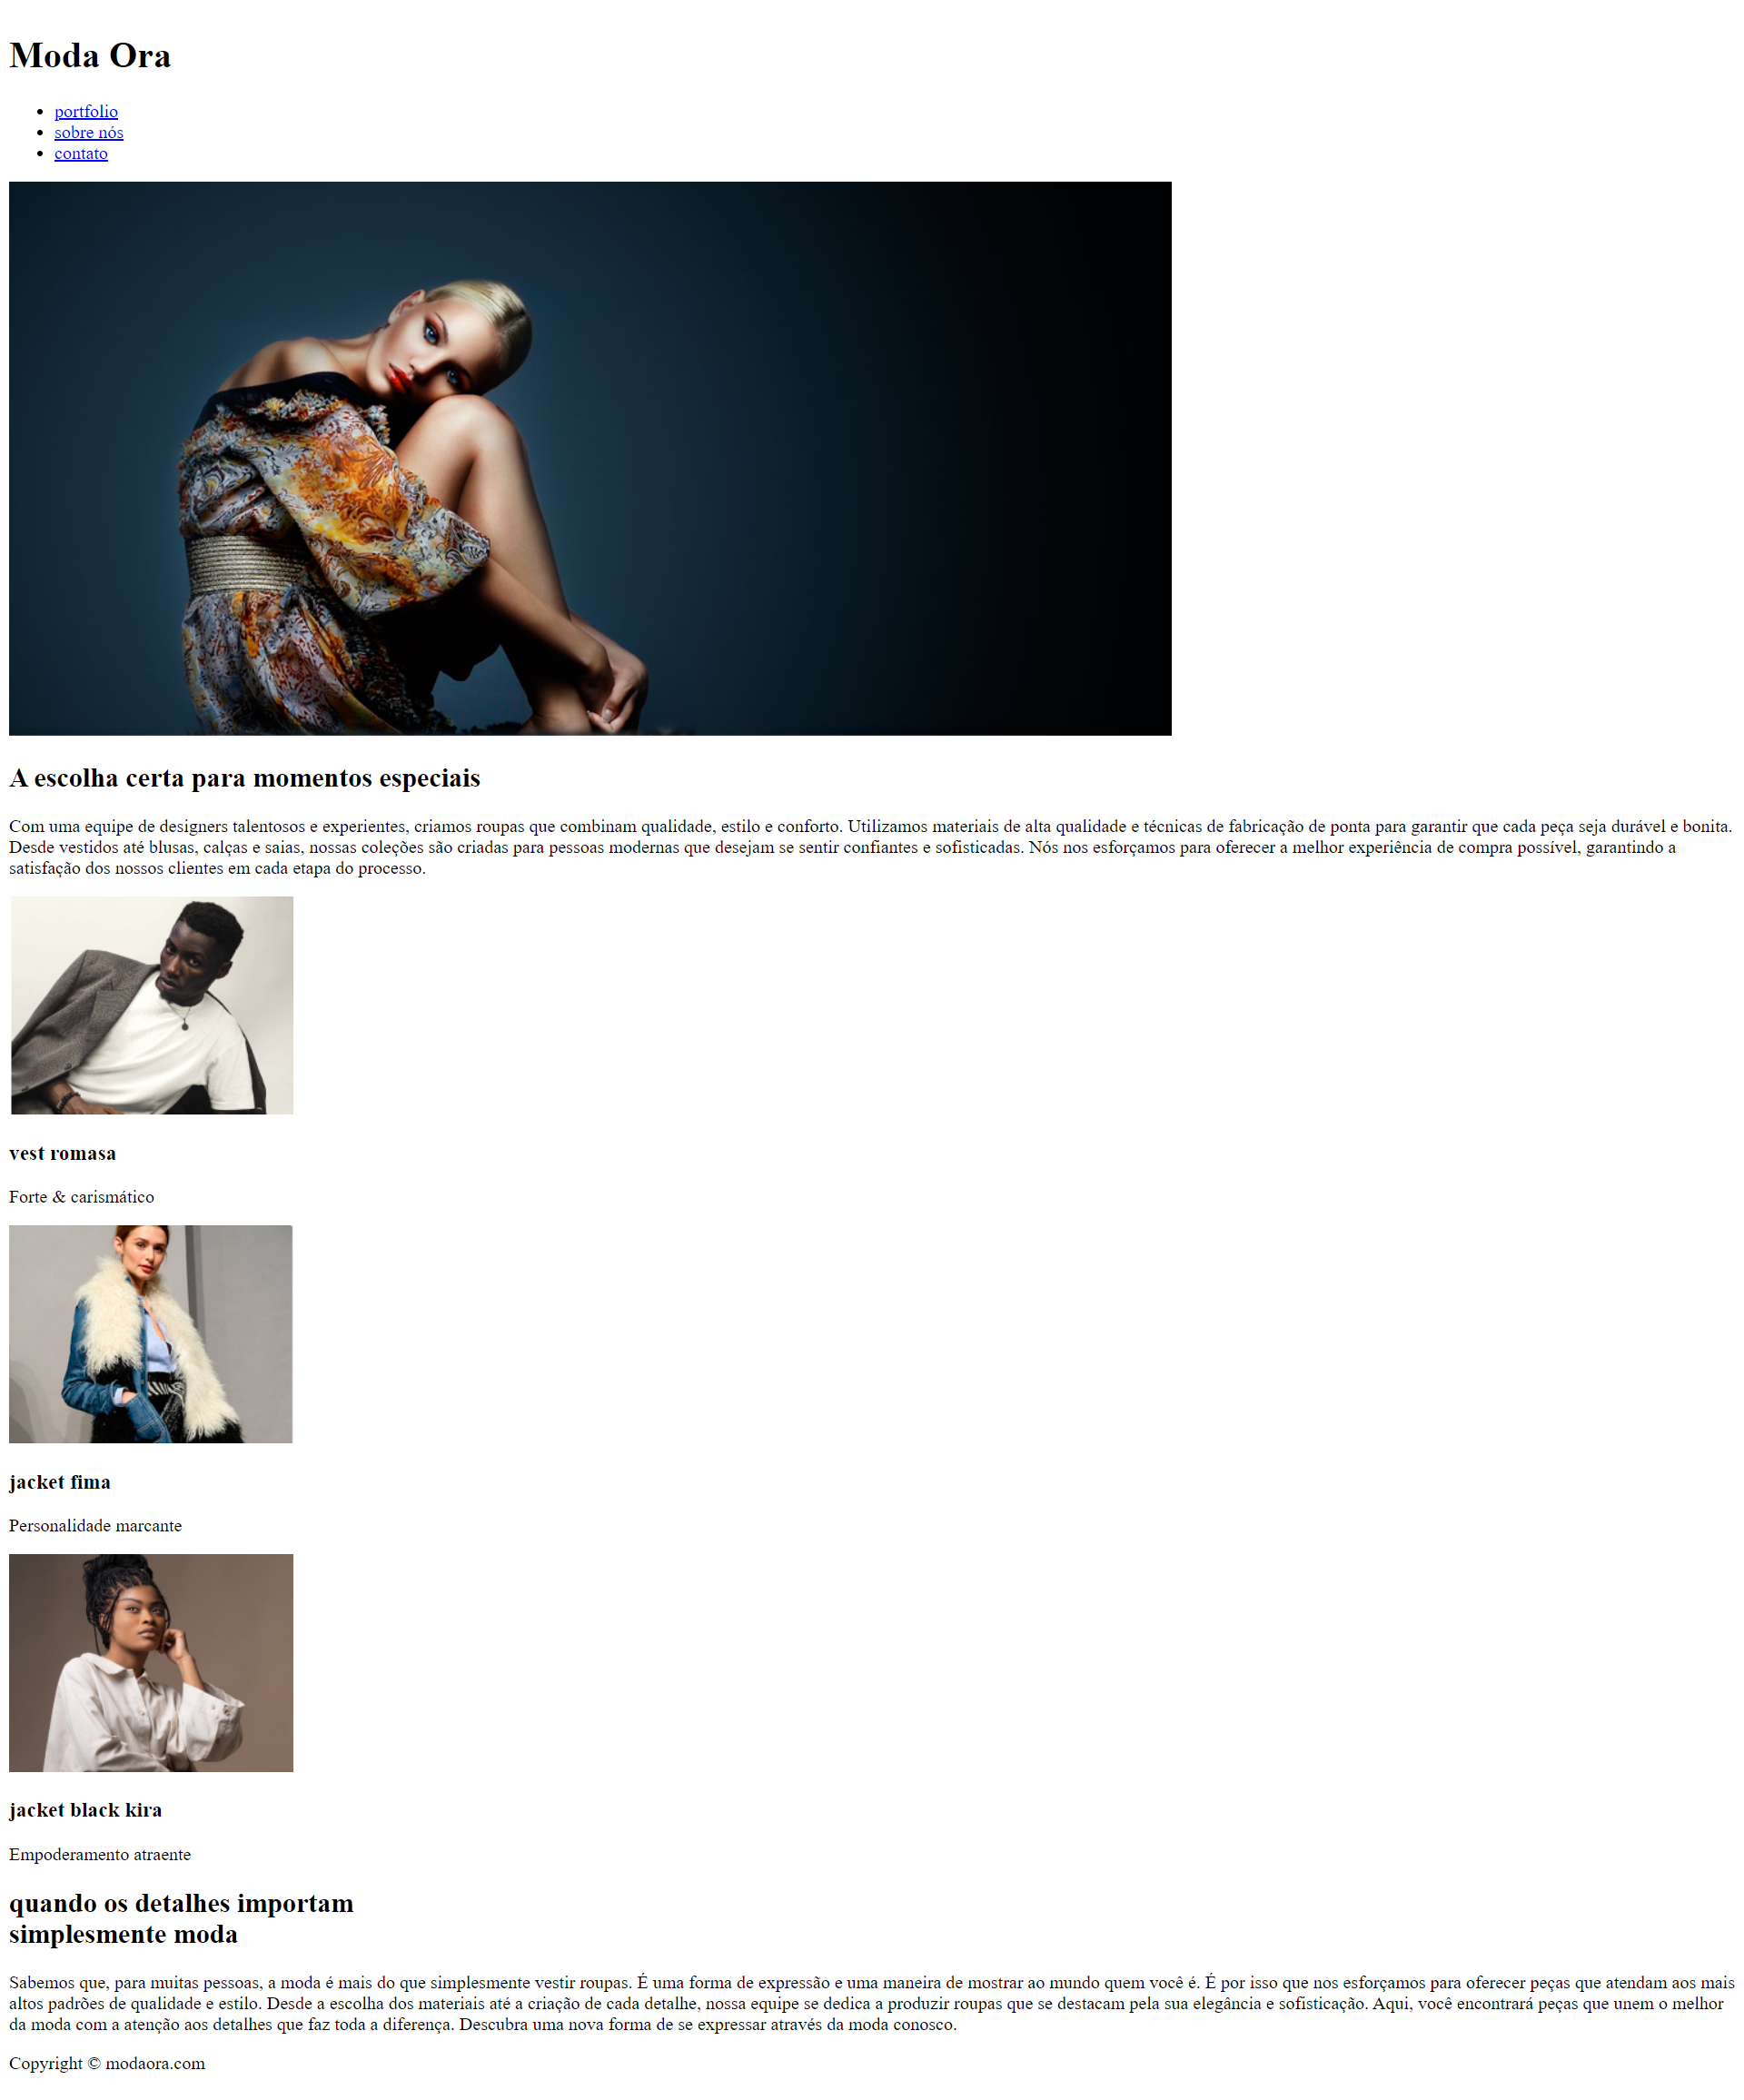 Moda Ora
portfolio
sobre nós
contato
A escolha certa para momentos especiais
Com uma equipe de designers talentosos e experientes, criamos roupas que combinam qualidade, estilo e conforto. Utilizamos materiais de alta qualidade e técnicas de fabricação de ponta para garantir que cada peça seja durável e bonita.
Desde vestidos até blusas, calças e saias, nossas coleções são criadas para pessoas modernas que desejam se sentir confiantes e sofisticadas. Nós nos esforçamos para oferecer a melhor experiência de compra possível, garantindo a
satisfação dos nossos clientes em cada etapa do processo.
vest romasa
Forte & carismático
jacket fima
Personalidade marcante
jacket black kira
Empoderamento atraente
quando os detalhes importam
simplesmente moda
Sabemos que, para muitas pessoas, a moda é mais do que simplesmente vestir roupas. É uma forma de expressão e uma maneira de mostrar ao mundo quem você é. É por isso que nos esforçamos para oferecer peças que atendam aos mais
altos padrões de qualidade e estilo. Desde a escolha dos materiais até a criação de cada detalhe, nossa equipe se dedica a produzir roupas que se destacam pela sua elegância e sofisticação. Aqui, você encontrará peças que unem o melhor
da moda com a atenção aos detalhes que faz toda a diferença. Descubra uma nova forma de se expressar através da moda conosco.
Copyright © modaora.com